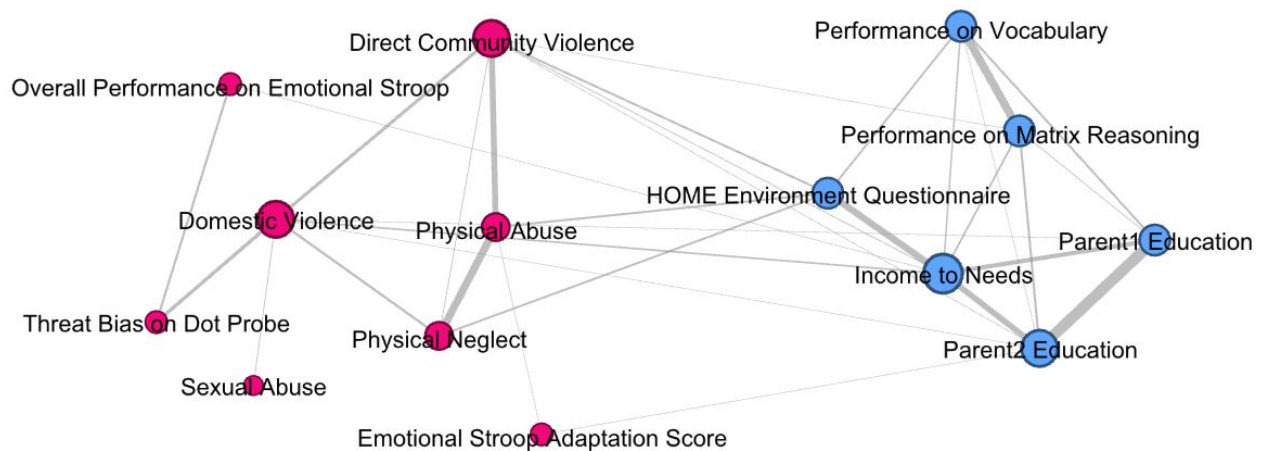 Performance on Vocabulary
Direct Community Violence
Overall Performance on Emotional Stroop
Performance on Matrix Reasoning
HOME Environment Questionnaire
Domestic Violence
Physical Abuse
Parent1 Education
Income to Needs
Threat Bias on Dot Probe
Physical Neglect
Parent2 Education
Sexual Abuse
Emotional Stroop Adaptation Score